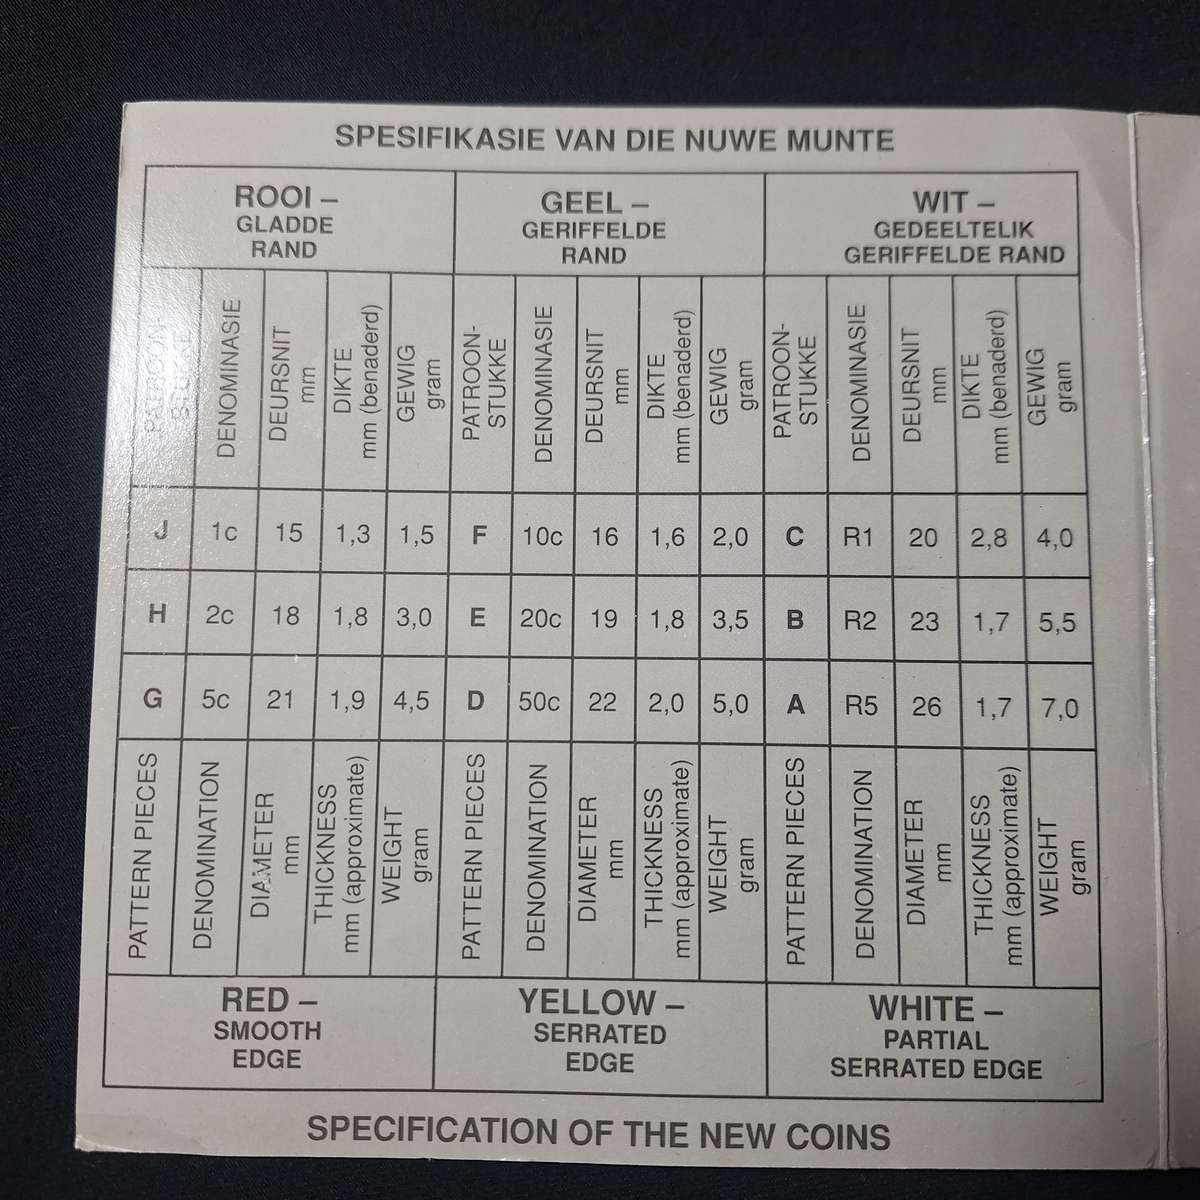 SPESIFIKASIE VAN DIE NUWE MUNTE
ROOI –
GLADDE
RAND
GEEL –
GERIFFELDE
RAND
WIT –
GEDEELTELIK
GERIFFELDE RAND
PATROON-
STUKKE
DENOMINASIE
DEURSNIT
mm
DIKTE
mm (benaderd)
GEWIG
gram
PATROON-
STUKKE
DENOMINASIE
DEURSNIT
mm
DIKTE
mm (benaderd)
GEWIG
gram
PATROON-
STUKKE
DENOMINASIE
DEURSNIT
mm
DIKTE
mm (benaderd)
GEWIG
gram
J 1c 15 1,3 1,5 F 10c 16 1,6 2,0 C R1 20 2,8 4,0
H 2c 18 1,8 3,0 E 20c 19 1,8 3,5 B R2 23 1,7 5,5
G 5c 21 1,9 4,5 D 50c 22 2,0 5,0 A R5 26 1,7 7,0
PATTERN PIECES
DENOMINATION
DIAMETER
mm
THICKNESS
mm (approximate)
WEIGHT
gram
PATTERN PIECES
DENOMINATION
DIAMETER
mm
THICKNESS
mm (approximate)
WEIGHT
gram
PATTERN PIECES
DENOMINATION
DIAMETER
mm
THICKNESS
mm (approximate)
WEIGHT
gram
RED –
SMOOTH
EDGE
YELLOW –
SERRATED
EDGE
WHITE –
PARTIAL
SERRATED EDGE
SPECIFICATION OF THE NEW COINS